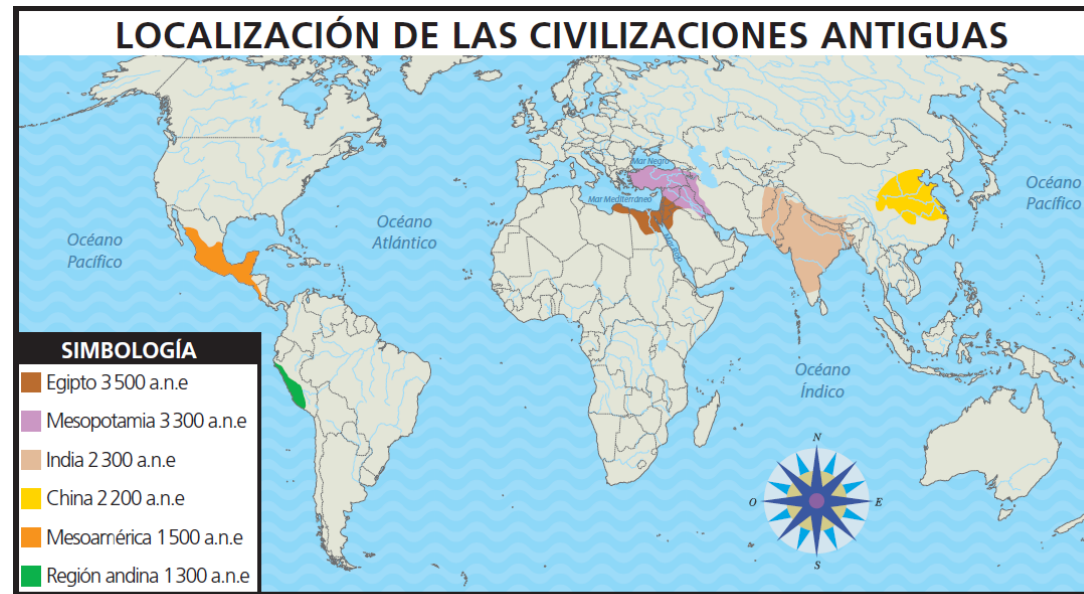 LOCALIZACIÓN DE LAS CIVILIZACIONES ANTIGUAS
Mar Negro
Mar Mediterráneo
Océano
Pacífico
Océano
Atlántico
Océano
Pacífico
Océano
Índico
SIMBOLOGÍA
Egipto 3 500 a.n.e
Mesopotamia 3 300 a.n.e
India 2 300 a.n.e
China 2 200 a.n.e
Mesoamérica 1 500 a.n.e
Región andina 1 300 a.n.e
N
O
E
S